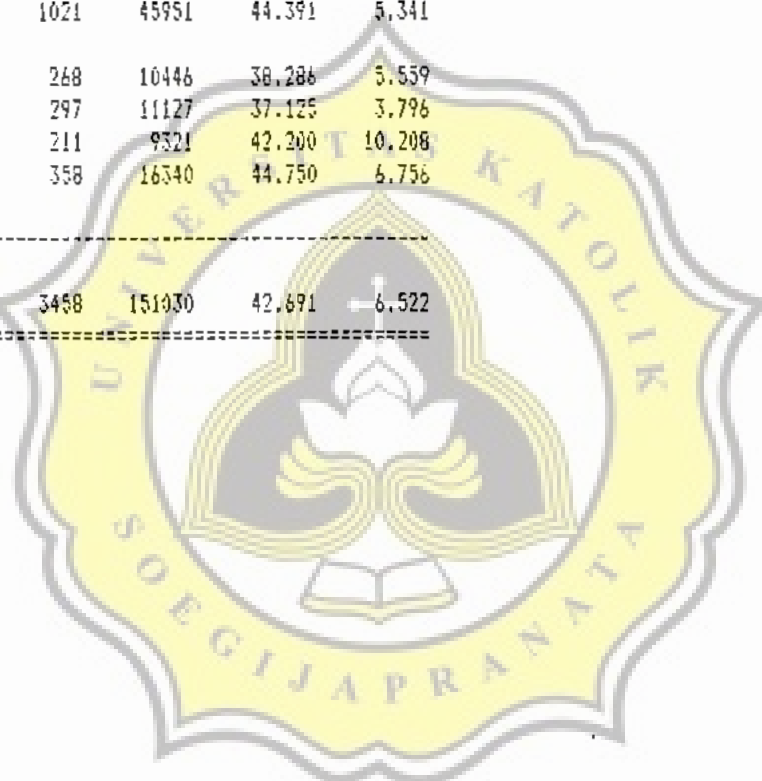 1021 45951 44.391 5.341
268 10446 38.286 5.559
297 11127 37.125 3.796
211 9321 42.200 10.208
358 16340 44.750 6.756
3458 151030 42.691 6.522
UNIVERSITAS KATOLIK
SOEGIJAPRANATA